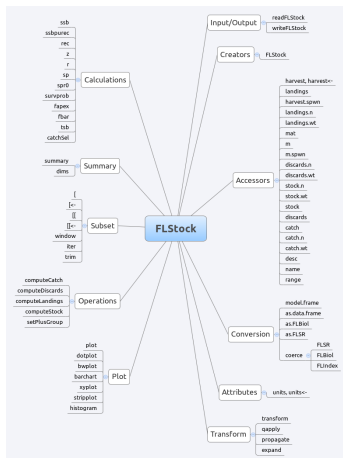 FLStock
Calculations
ssb
ssbpurec
rec
z
r
sp
spr0
survprob
fapex
fbar
tsb
catchSel
Summary
summary
dims
Subset
[
[<-
[[
[[<-
window
iter
trim
Operations
computeCatch
computeDiscards
computeLandings
computeStock
setPlusGroup
Plot
plot
dotplot
bwplot
barchart
xyplot
stripplot
histogram
Input/Output
readFLStock
writeFLStock
Creators
FLStock
Accessors
harvest, harvest<-
landings
harvest.spwn
landings.n
landings.wt
mat
m
m.spwn
discards.n
discards.wt
stock.n
stock.wt
stock
discards
catch
catch.n
catch.wt
desc
name
range
Conversion
model.frame
as.data.frame
as.FLBiol
as.FLSR
coerce
FLSR
FLBiol
FLIndex
Attributes
units, units<-
Transform
transform
qapply
propagate
expand